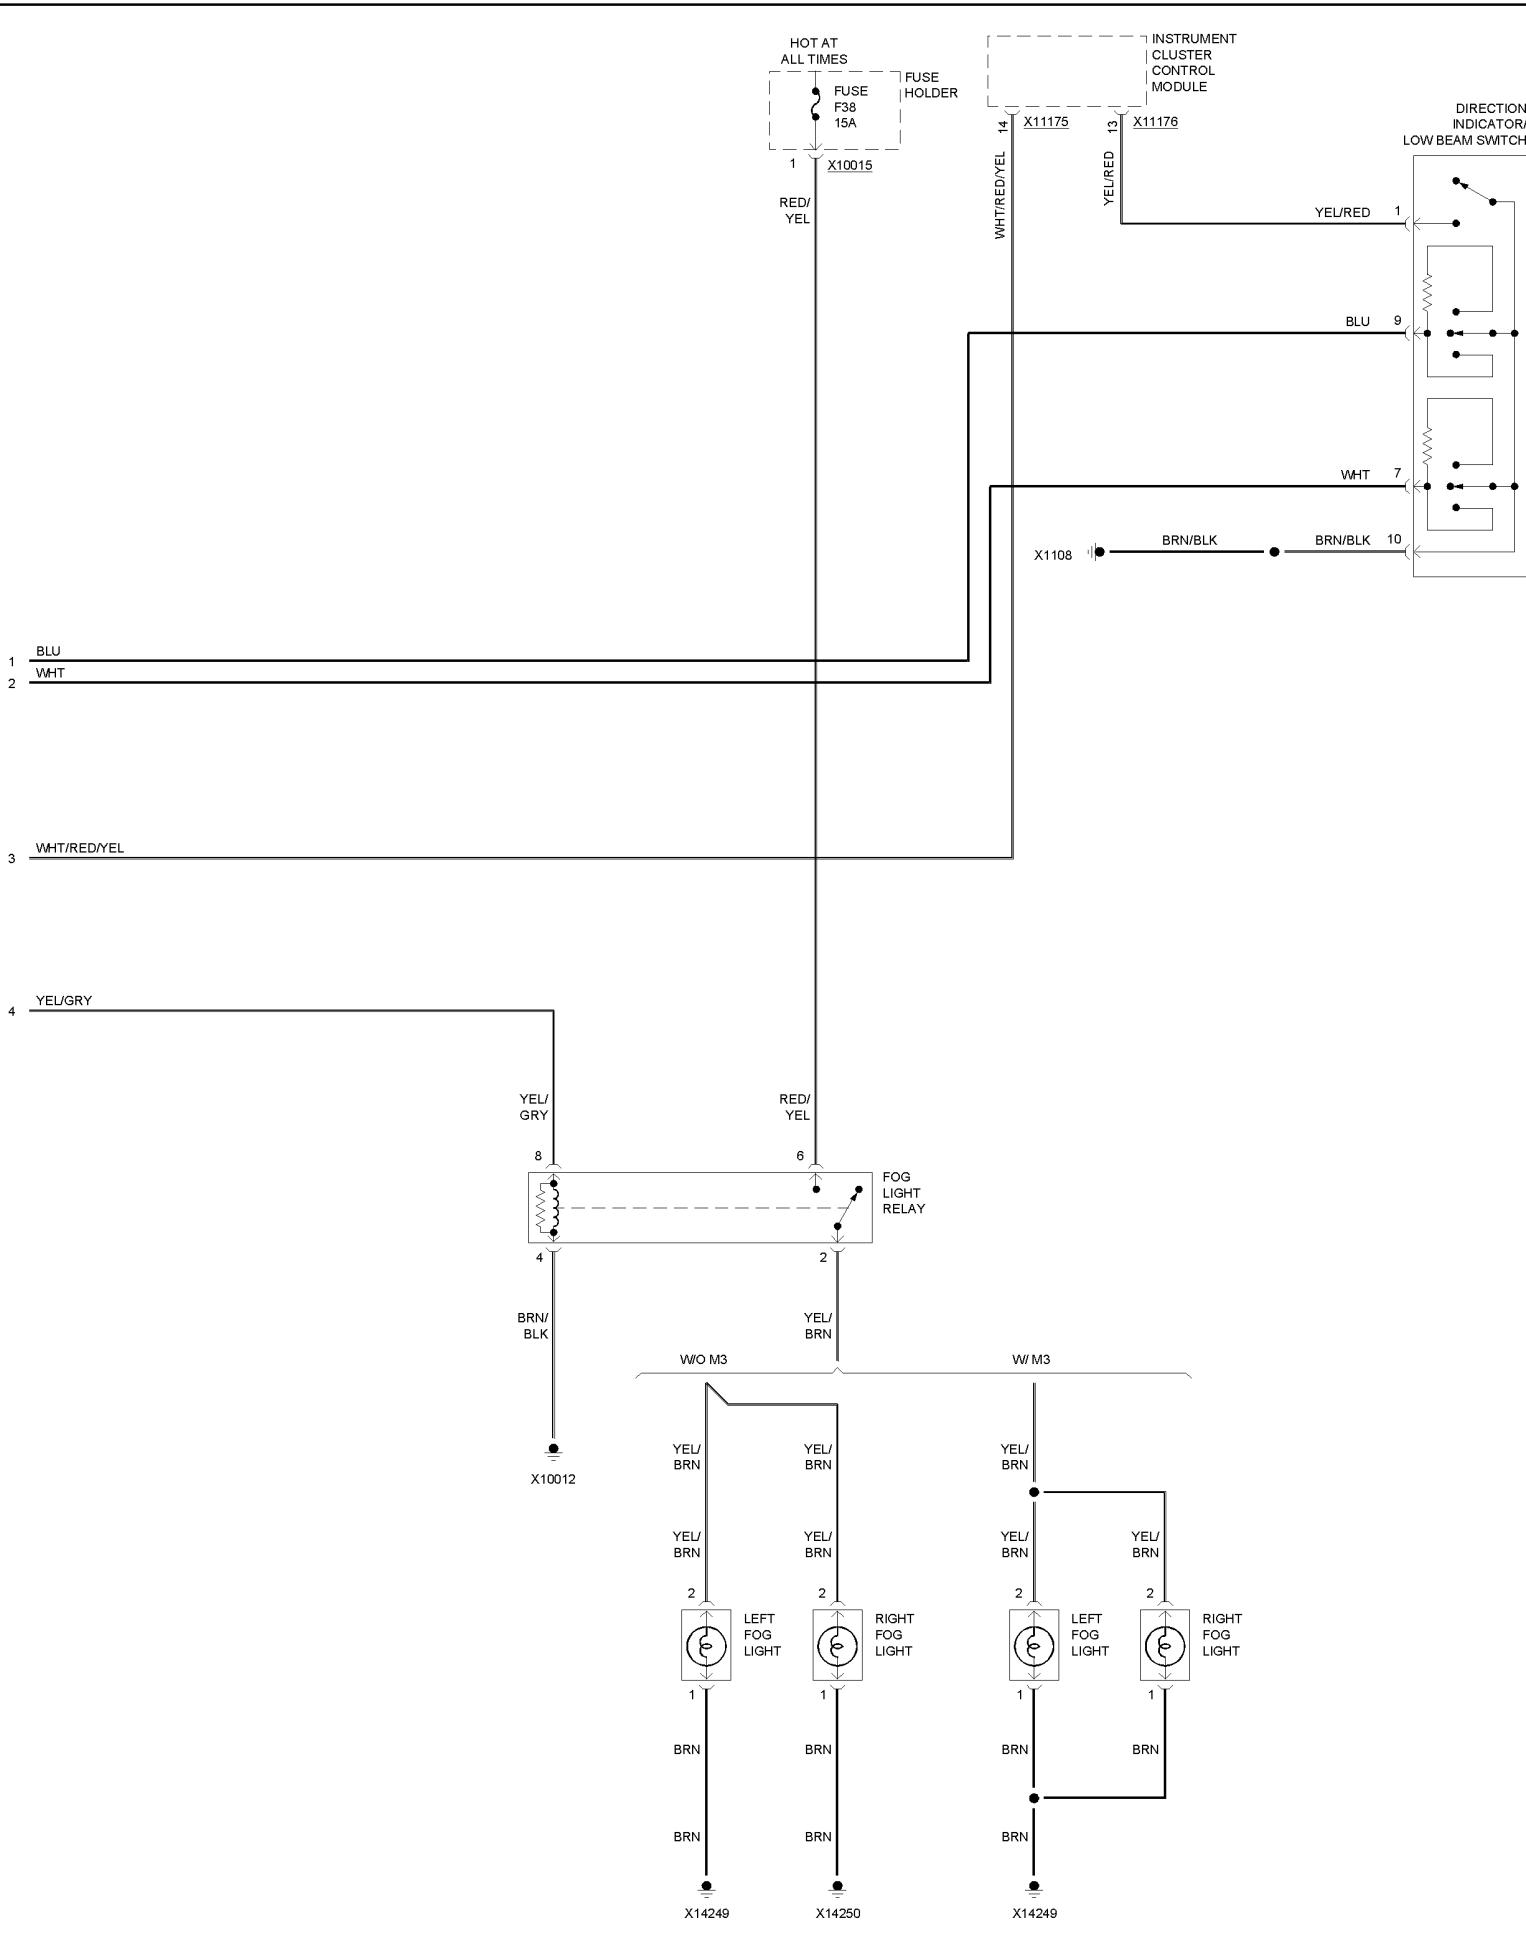 HOT AT
ALL TIMES
FUSE
HOLDER
FUSE
F38
15A
1
X10015
RED/
YEL
INSTRUMENT
CLUSTER
CONTROL
MODULE
14
X11175
13
X11176
WHT/RED/YEL
YEL/RED
DIRECTION
INDICATOR/
LOW BEAM SWITCH
YEL/RED 1
BLU 9
WHT 7
X1108
BRN/BLK
BRN/BLK 10
1 BLU
2 WHT
3 WHT/RED/YEL
4 YEL/GRY
YEL/
GRY
RED/
YEL
8
6
FOG
LIGHT
RELAY
4
2
BRN/
BLK
YEL/
BRN
W/O M3
W/ M3
X10012
YEL/
BRN
YEL/
BRN
YEL/
BRN
YEL/
BRN
YEL/
BRN
YEL/
BRN
YEL/
BRN
2
2
2
2
LEFT
FOG
LIGHT
RIGHT
FOG
LIGHT
LEFT
FOG
LIGHT
RIGHT
FOG
LIGHT
1
1
1
1
BRN
BRN
BRN
BRN
BRN
BRN
BRN
X14249
X14250
X14249